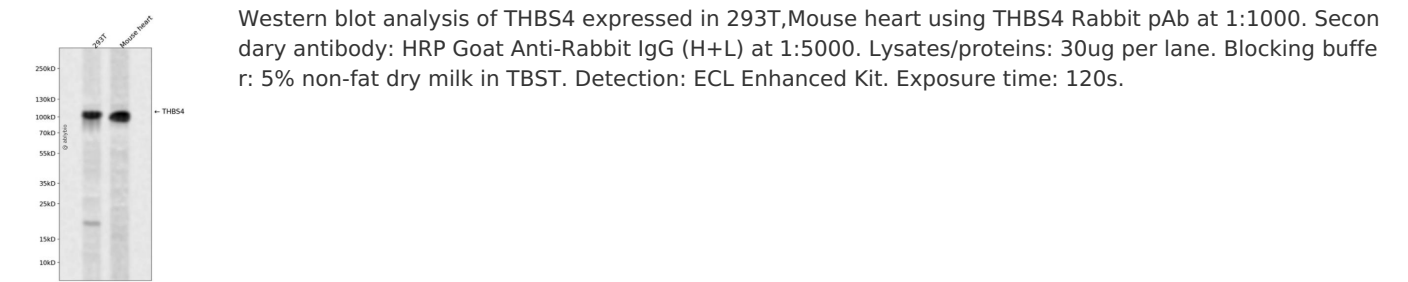 Western blot analysis of THBS4 expressed in 293T,Mouse heart using THBS4 Rabbit pAb at 1:1000. Secon
dary antibody: HRP Goat Anti-Rabbit IgG (H+L) at 1:5000. Lysates/proteins: 30ug per lane. Blocking buffe
r: 5% non-fat dry milk in TBST. Detection: ECL Enhanced Kit. Exposure time: 120s.
293T
Mouse heart
250kD
130kD
← THBS4
100kD
70kD
55kD
35kD
25kD
15kD
10kD